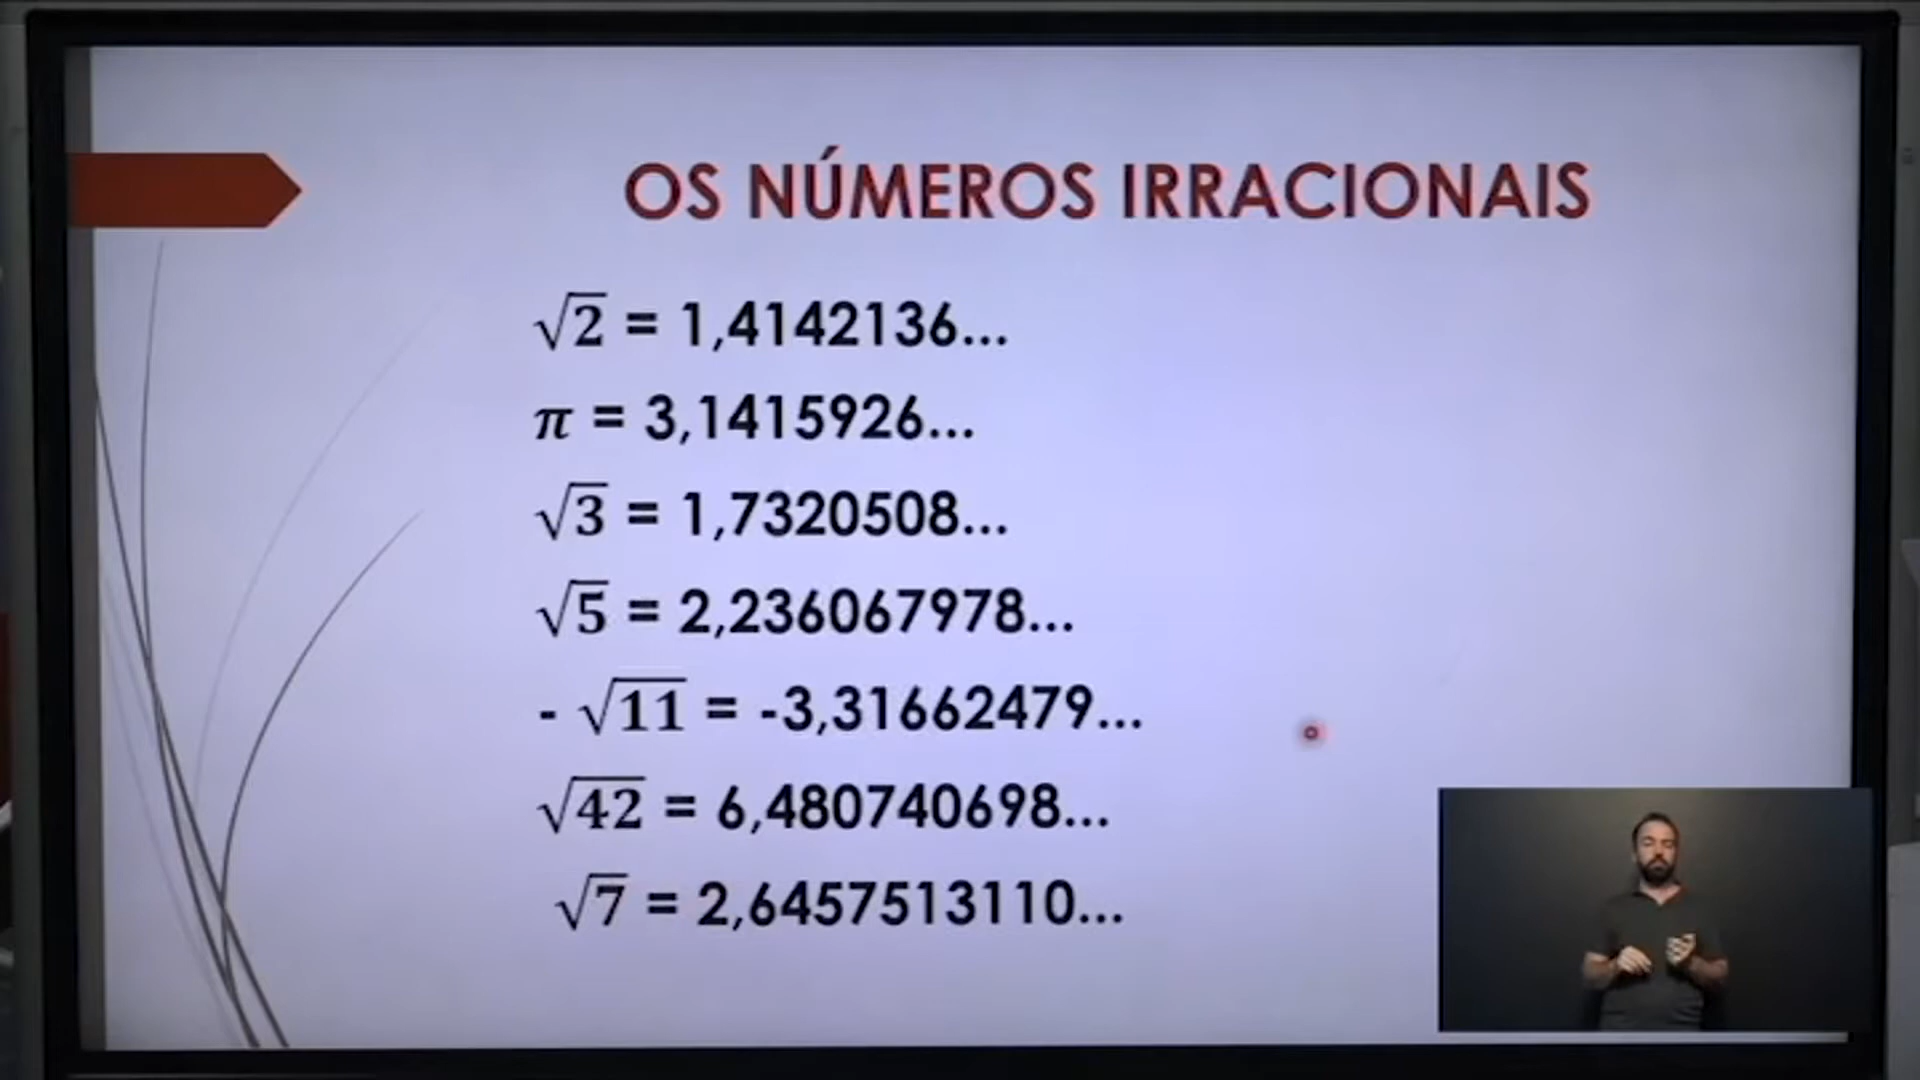 OS NÚMEROS IRRACIONAIS
√2 = 1,4142136...
π = 3,1415926...
√3 = 1,7320508...
√5 = 2,236067978...
- √11 = -3,31662479...
√42 = 6,480740698...
√7 = 2,6457513110...